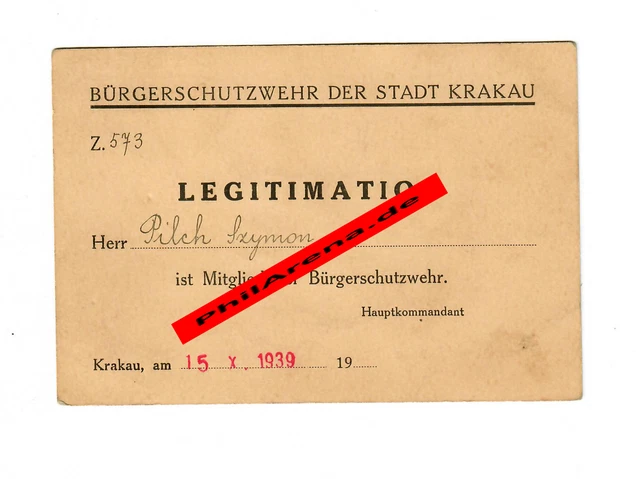 BÜRGERSCHUTZWEHR DER STADT KRAKAU
Z. 573
LEGITIMATIO
Herr Pilch Szymon
ist Mitglie Bürgerschutzwehr.
PhilArena.de
Hauptkommandant
Krakau, am 15 X. 1939 19